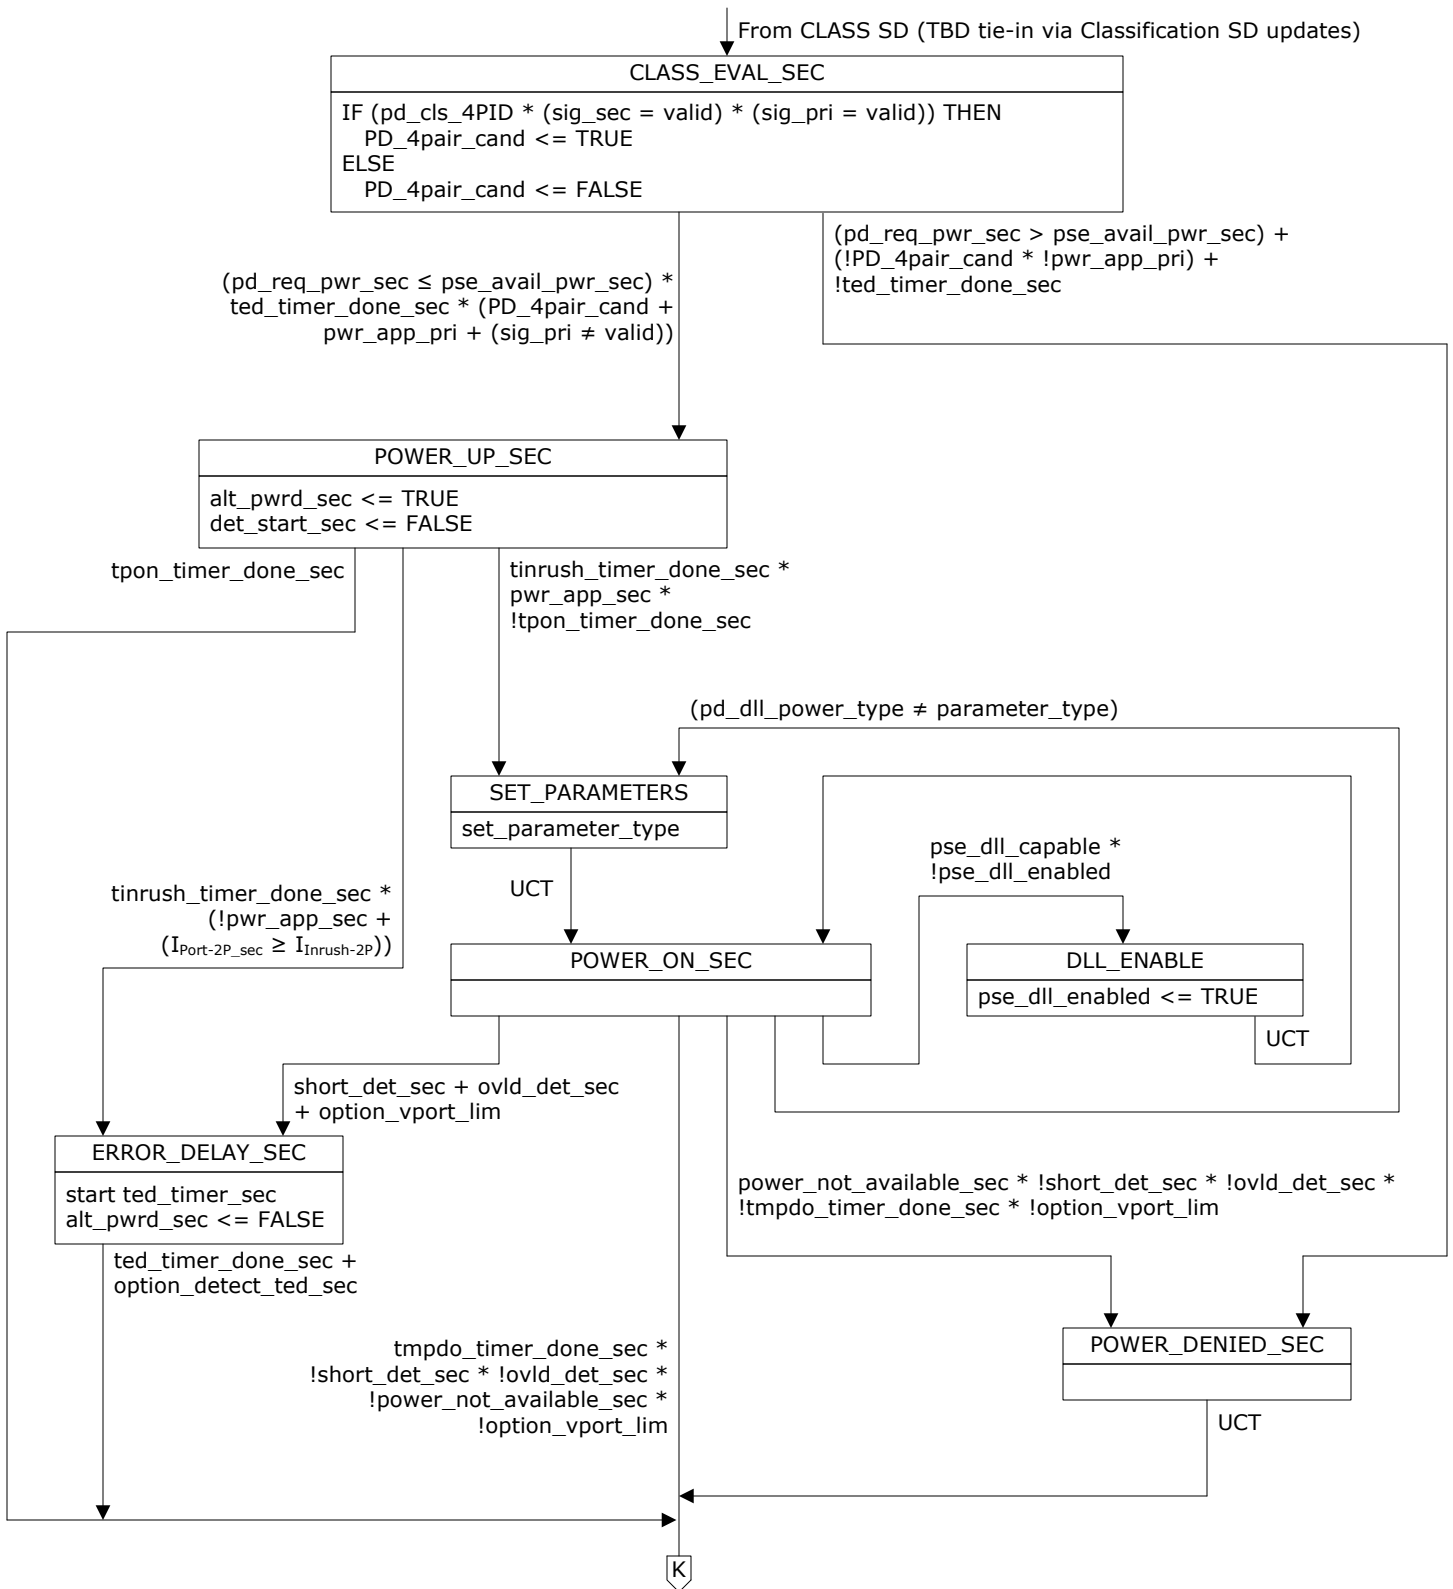 From CLASS SD (TBD tie-in via Classification SD updates)
CLASS_EVAL_SEC
IF (pd_cls_4PID * (sig_sec = valid) * (sig_pri = valid)) THEN
PD_4pair_cand <= TRUE
ELSE
PD_4pair_cand <= FALSE
(pd_req_pwr_sec > pse_avail_pwr_sec) +
(!PD_4pair_cand * !pwr_app_pri) +
!ted_timer_done_sec
(pd_req_pwr_sec ≤ pse_avail_pwr_sec) *
ted_timer_done_sec * (PD_4pair_cand +
pwr_app_pri + (sig_pri ≠ valid))
POWER_UP_SEC
alt_pwrd_sec <= TRUE
det_start_sec <= FALSE
tpon_timer_done_sec
tinrush_timer_done_sec *
pwr_app_sec *
!tpon_timer_done_sec
(pd_dll_power_type ≠ parameter_type)
SET_PARAMETERS
set_parameter_type
UCT
pse_dll_capable *
!pse_dll_enabled
tinrush_timer_done_sec *
(!pwr_app_sec +
(IPort-2P_sec ≥ IInrush-2P))
POWER_ON_SEC
DLL_ENABLE
pse_dll_enabled <= TRUE
UCT
short_det_sec + ovld_det_sec
+ option_vport_lim
ERROR_DELAY_SEC
start ted_timer_sec
alt_pwrd_sec <= FALSE
power_not_available_sec * !short_det_sec * !ovld_det_sec *
!tmpdo_timer_done_sec * !option_vport_lim
ted_timer_done_sec +
option_detect_ted_sec
tmpdo_timer_done_sec *
!short_det_sec * !ovld_det_sec *
!power_not_available_sec *
!option_vport_lim
POWER_DENIED_SEC
UCT
K